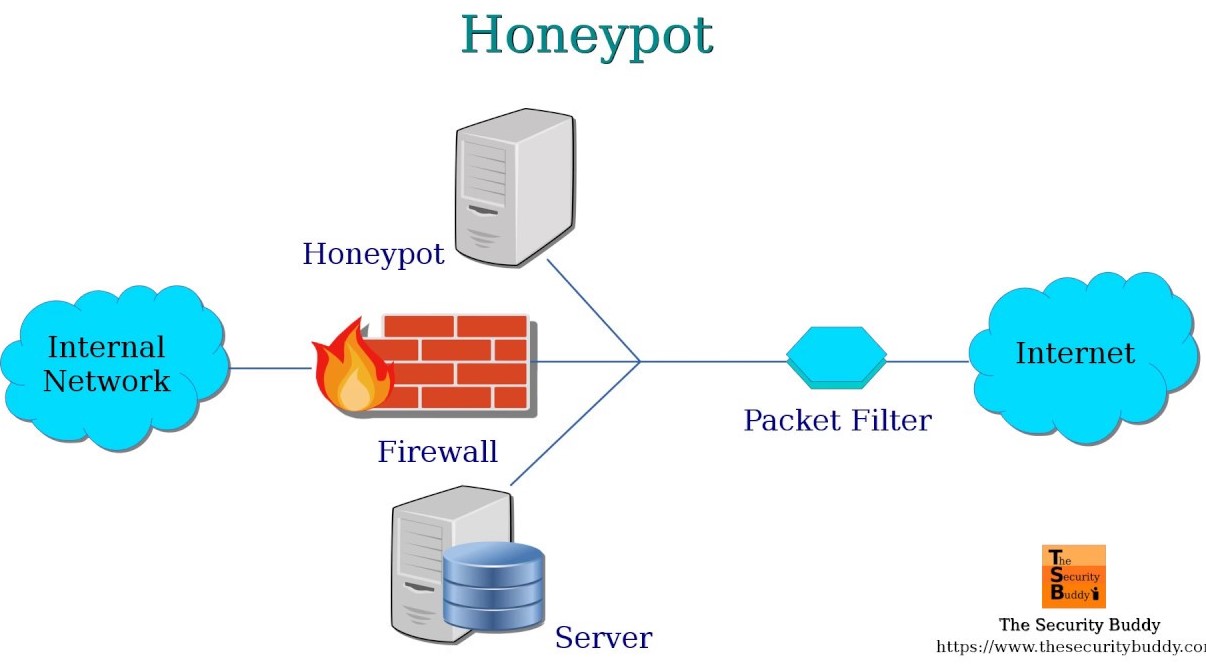 Honeypot
Honeypot
Internal
Network
Internet
Packet Filter
Firewall
Server
The
Security
Buddy
The Security Buddy
https://www.thesecuritybuddy.co